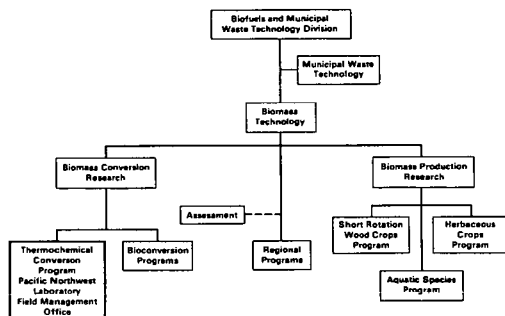 Biofuels and Municipal
Waste Technology Division
Municipal Waste
Technology
Biomass
Technology
Biomass Conversion
Research
Biomass Production
Research
Assessment
Thermochemical
Conversion
Program
Pacific Northwest
Laboratory
Field Management
Office
Bioconversion
Programs
Regional
Programs
Short Rotation
Wood Crops
Program
Herbaceous
Crops
Program
Aquatic Species
Program